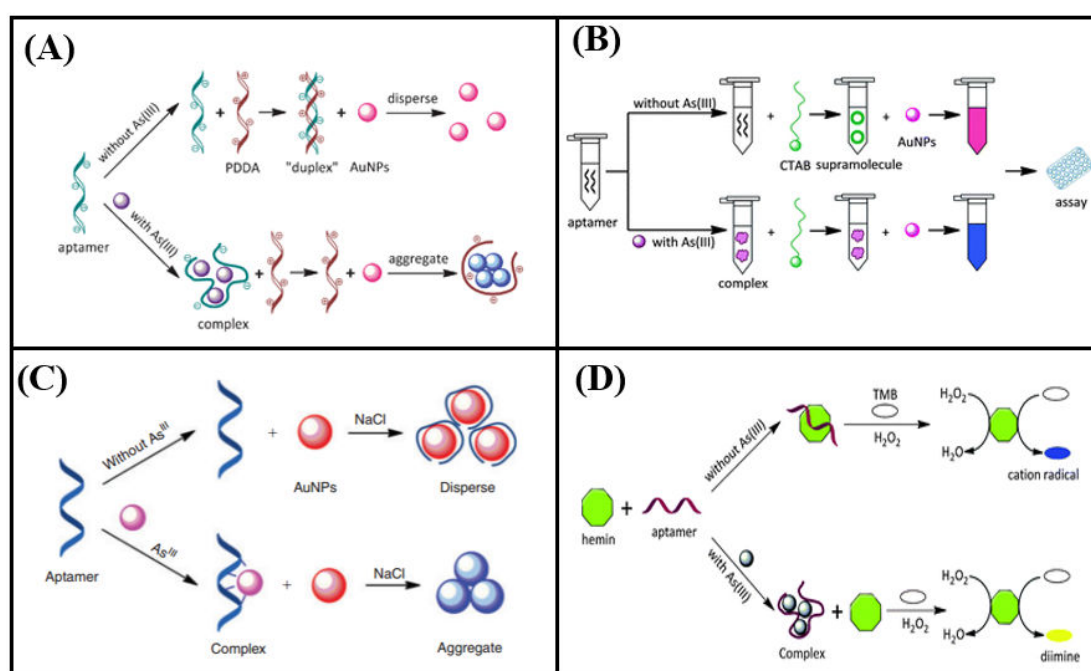 (A)
without As(III)
+
+
disperse
PDDA
"duplex"
AuNPs
aptamer
with As(III)
+
+
aggregate
complex
(B)
without As(III)
+
+
CTAB
supramolecule
AuNPs
aptamer
assay
with As(III)
+
+
complex
(C)
Without As^III
+
NaCl
AuNPs
Disperse
Aptamer
As^III
+
NaCl
Complex
Aggregate
(D)
without As(III)
TMB
H₂O₂
H₂O₂
H₂O
cation radical
+
hemin
aptamer
with As(III)
+
H₂O₂
H₂O₂
H₂O
Complex
diimine